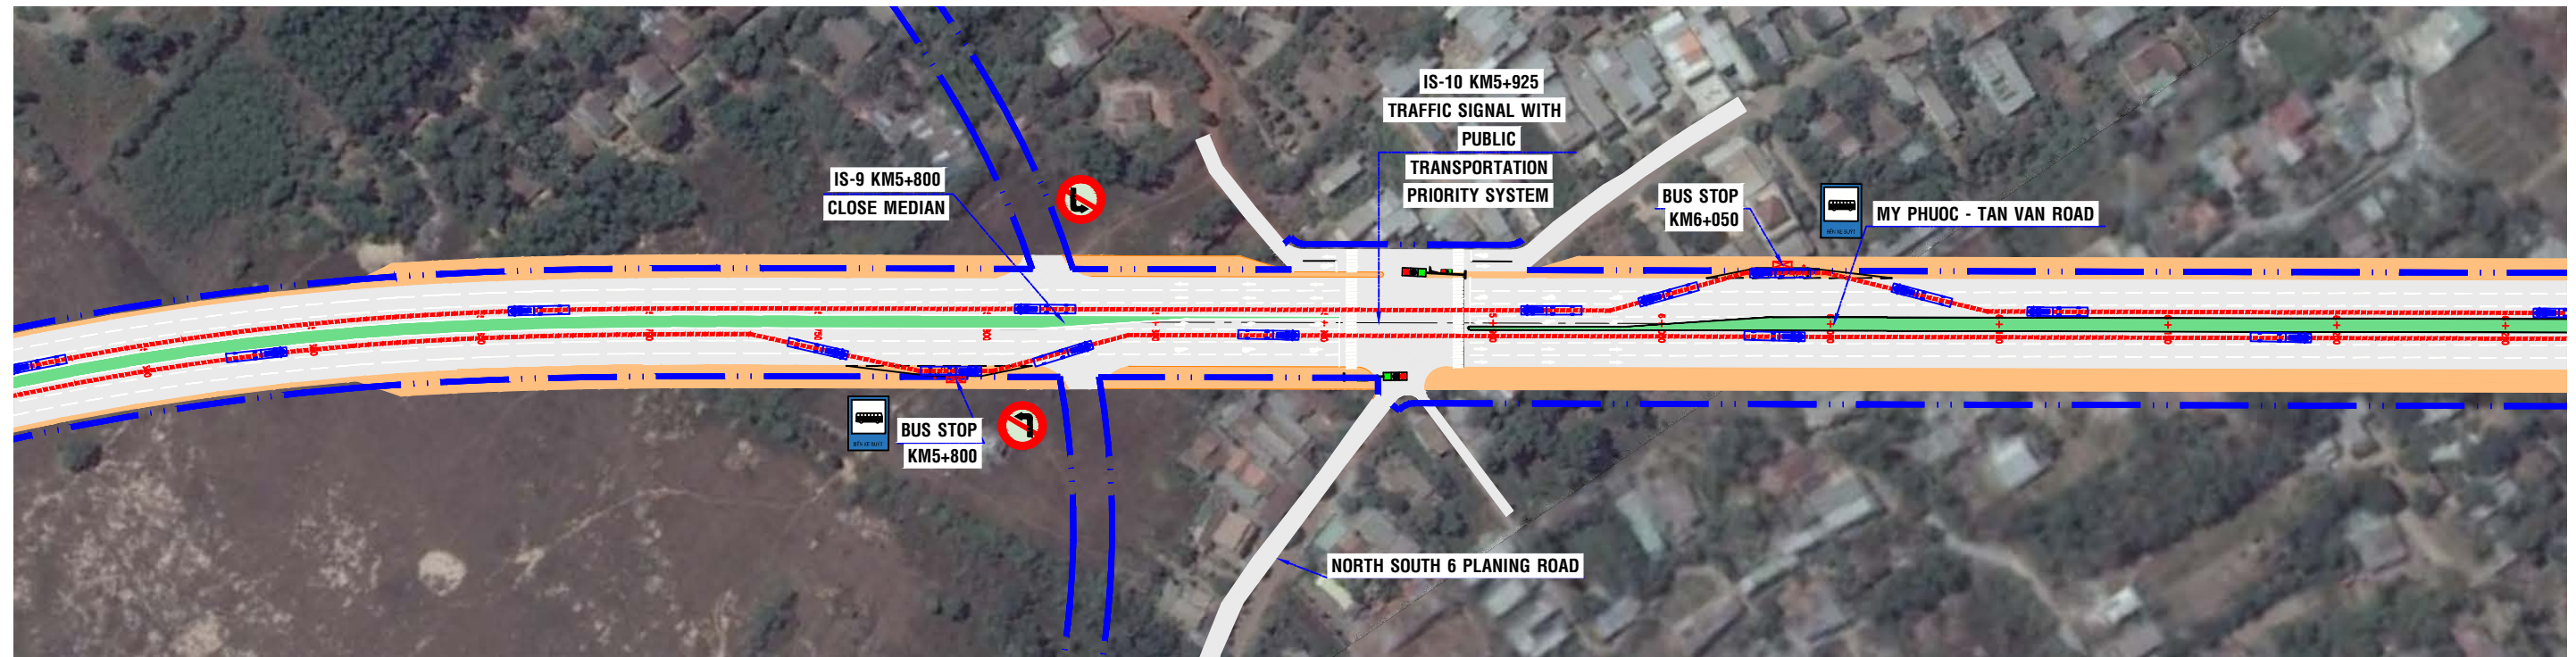 IS-10 KM5+925
TRAFFIC SIGNAL WITH
PUBLIC
TRANSPORTATION
PRIORITY SYSTEM
IS-9 KM5+800
CLOSE MEDIAN
BUS STOP
KM6+050
MY PHUOC - TAN VAN ROAD
BUS STOP
KM5+800
NORTH SOUTH 6 PLANING ROAD